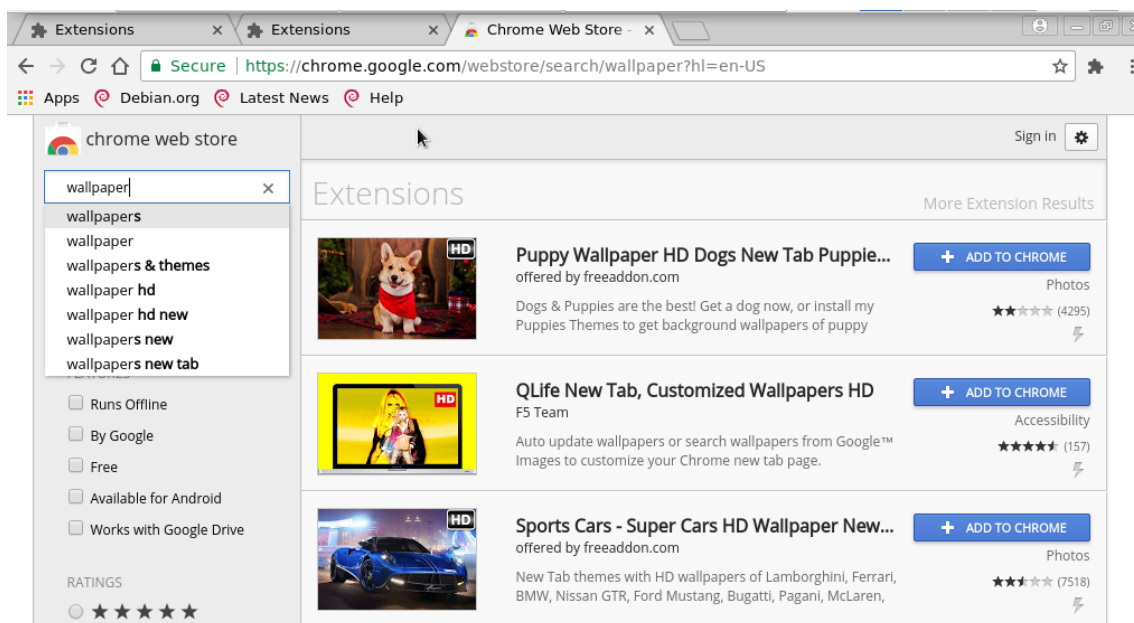 Extensions
Extensions
Chrome Web Store -
Secure https://chrome.google.com/webstore/search/wallpaper?hl=en-US
Apps Debian.org Latest News Help
chrome web store
Sign in
wallpaper
wallpapers
wallpaper
wallpapers & themes
wallpaper hd
wallpaper hd new
wallpapers new
wallpapers new tab
Runs Offline
By Google
Free
Available for Android
Works with Google Drive
RATINGS
Extensions
More Extension Results
HD
Puppy Wallpaper HD Dogs New Tab Puppie...
offered by freeaddon.com
Dogs & Puppies are the best! Get a dog now, or install my
Puppies Themes to get background wallpapers of puppy
ADD TO CHROME
Photos
(4295)
HD
QLife New Tab, Customized Wallpapers HD
F5 Team
Auto update wallpapers or search wallpapers from Google™
Images to customize your Chrome new tab page.
ADD TO CHROME
Accessibility
(157)
HD
Sports Cars - Super Cars HD Wallpaper New...
offered by freeaddon.com
New Tab themes with HD wallpapers of Lamborghini, Ferrari,
BMW, Nissan GTR, Ford Mustang, Bugatti, Pagani, McLaren,
ADD TO CHROME
Photos
(7518)